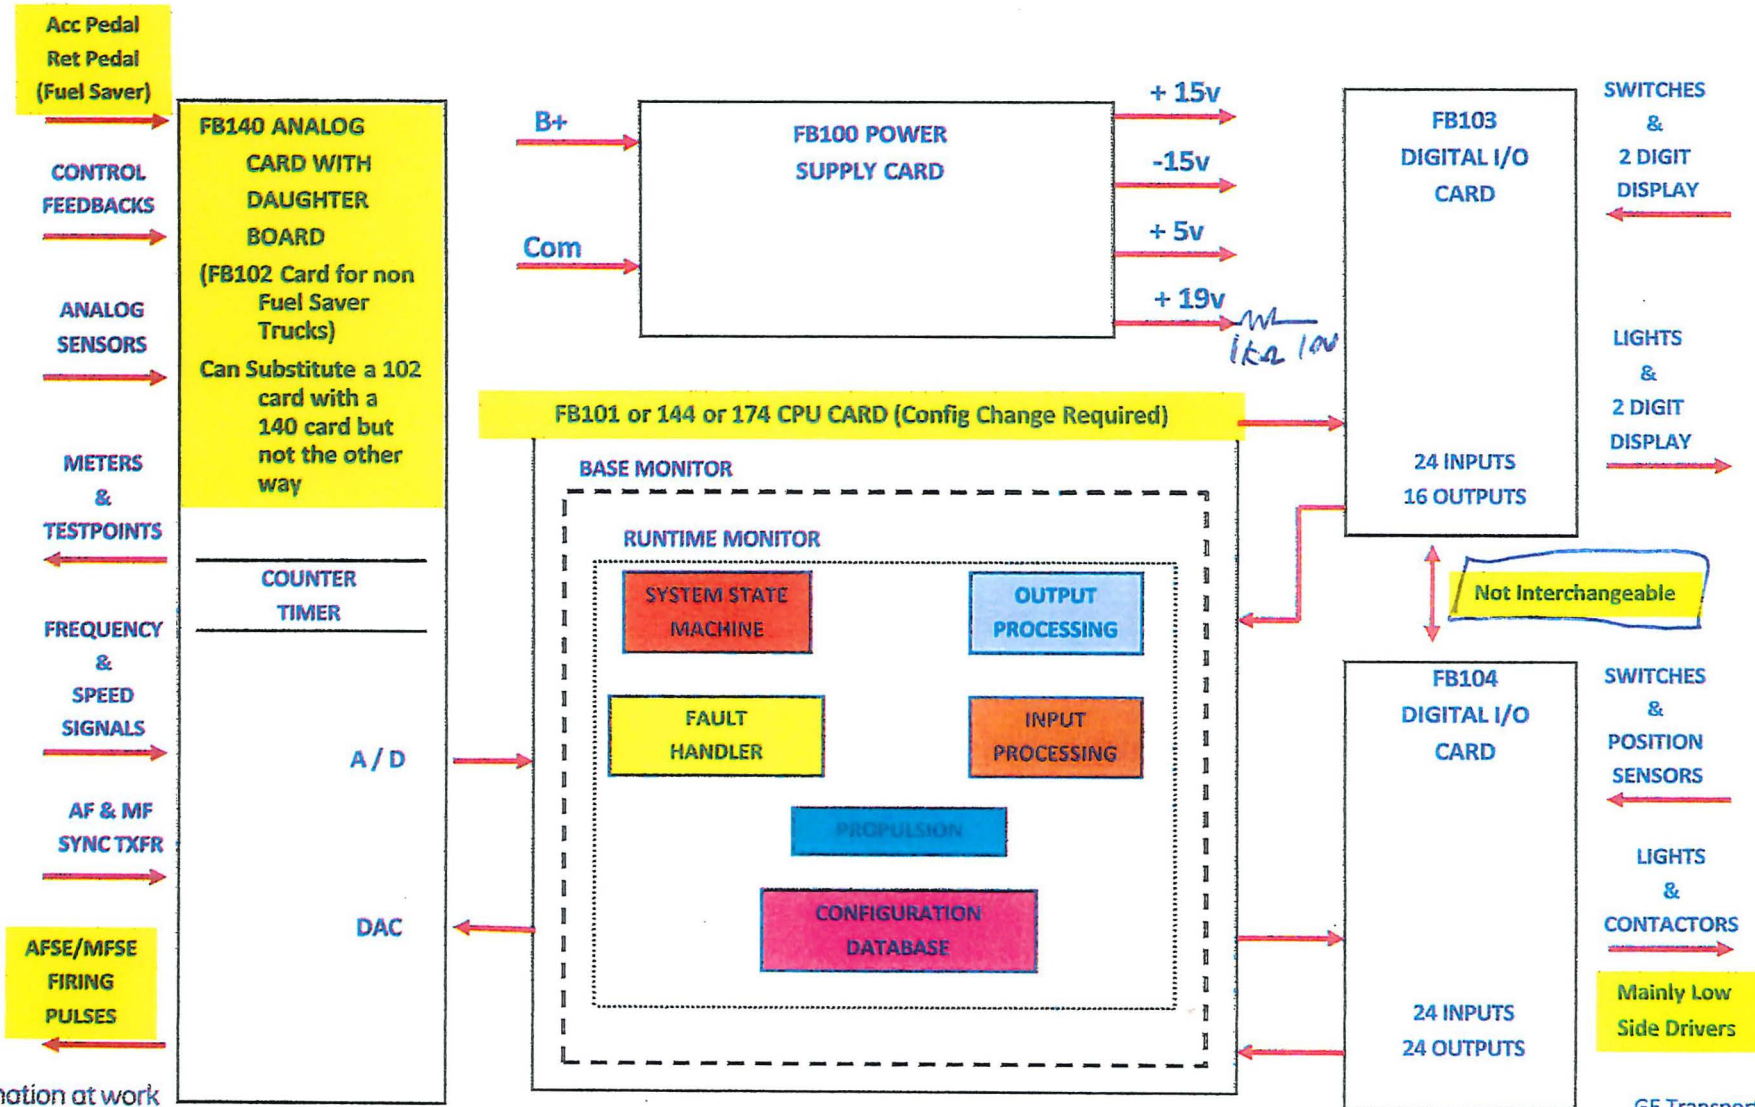 Acc Pedal
Ret Pedal
(Fuel Saver)
CONTROL
FEEDBACKS
ANALOG
SENSORS
METERS
&
TESTPOINTS
FREQUENCY
&
SPEED
SIGNALS
AF & MF
SYNC TXFR
AFSE/MFSE
FIRING
PULSES
FB140 ANALOG
CARD WITH
DAUGHTER
BOARD
(FB102 Card for non
Fuel Saver
Trucks)
Can Substitute a 102
card with a
140 card but
not the other
way
COUNTER
TIMER
A / D
DAC
B+
Com
FB100 POWER
SUPPLY CARD
+ 15v
-15v
+ 5v
+ 19v
1kΩ 10W
FB101 or 144 or 174 CPU CARD (Config Change Required)
BASE MONITOR
RUNTIME MONITOR
SYSTEM STATE
MACHINE
OUTPUT
PROCESSING
FAULT
HANDLER
INPUT
PROCESSING
PROPULSION
CONFIGURATION
DATABASE
FB103
DIGITAL I/O
CARD
24 INPUTS
16 OUTPUTS
SWITCHES
&
2 DIGIT
DISPLAY
LIGHTS
&
2 DIGIT
DISPLAY
Not Interchangeable
FB104
DIGITAL I/O
CARD
24 INPUTS
24 OUTPUTS
SWITCHES
&
POSITION
SENSORS
LIGHTS
&
CONTACTORS
Mainly Low
Side Drivers
nation at work
GE Transport